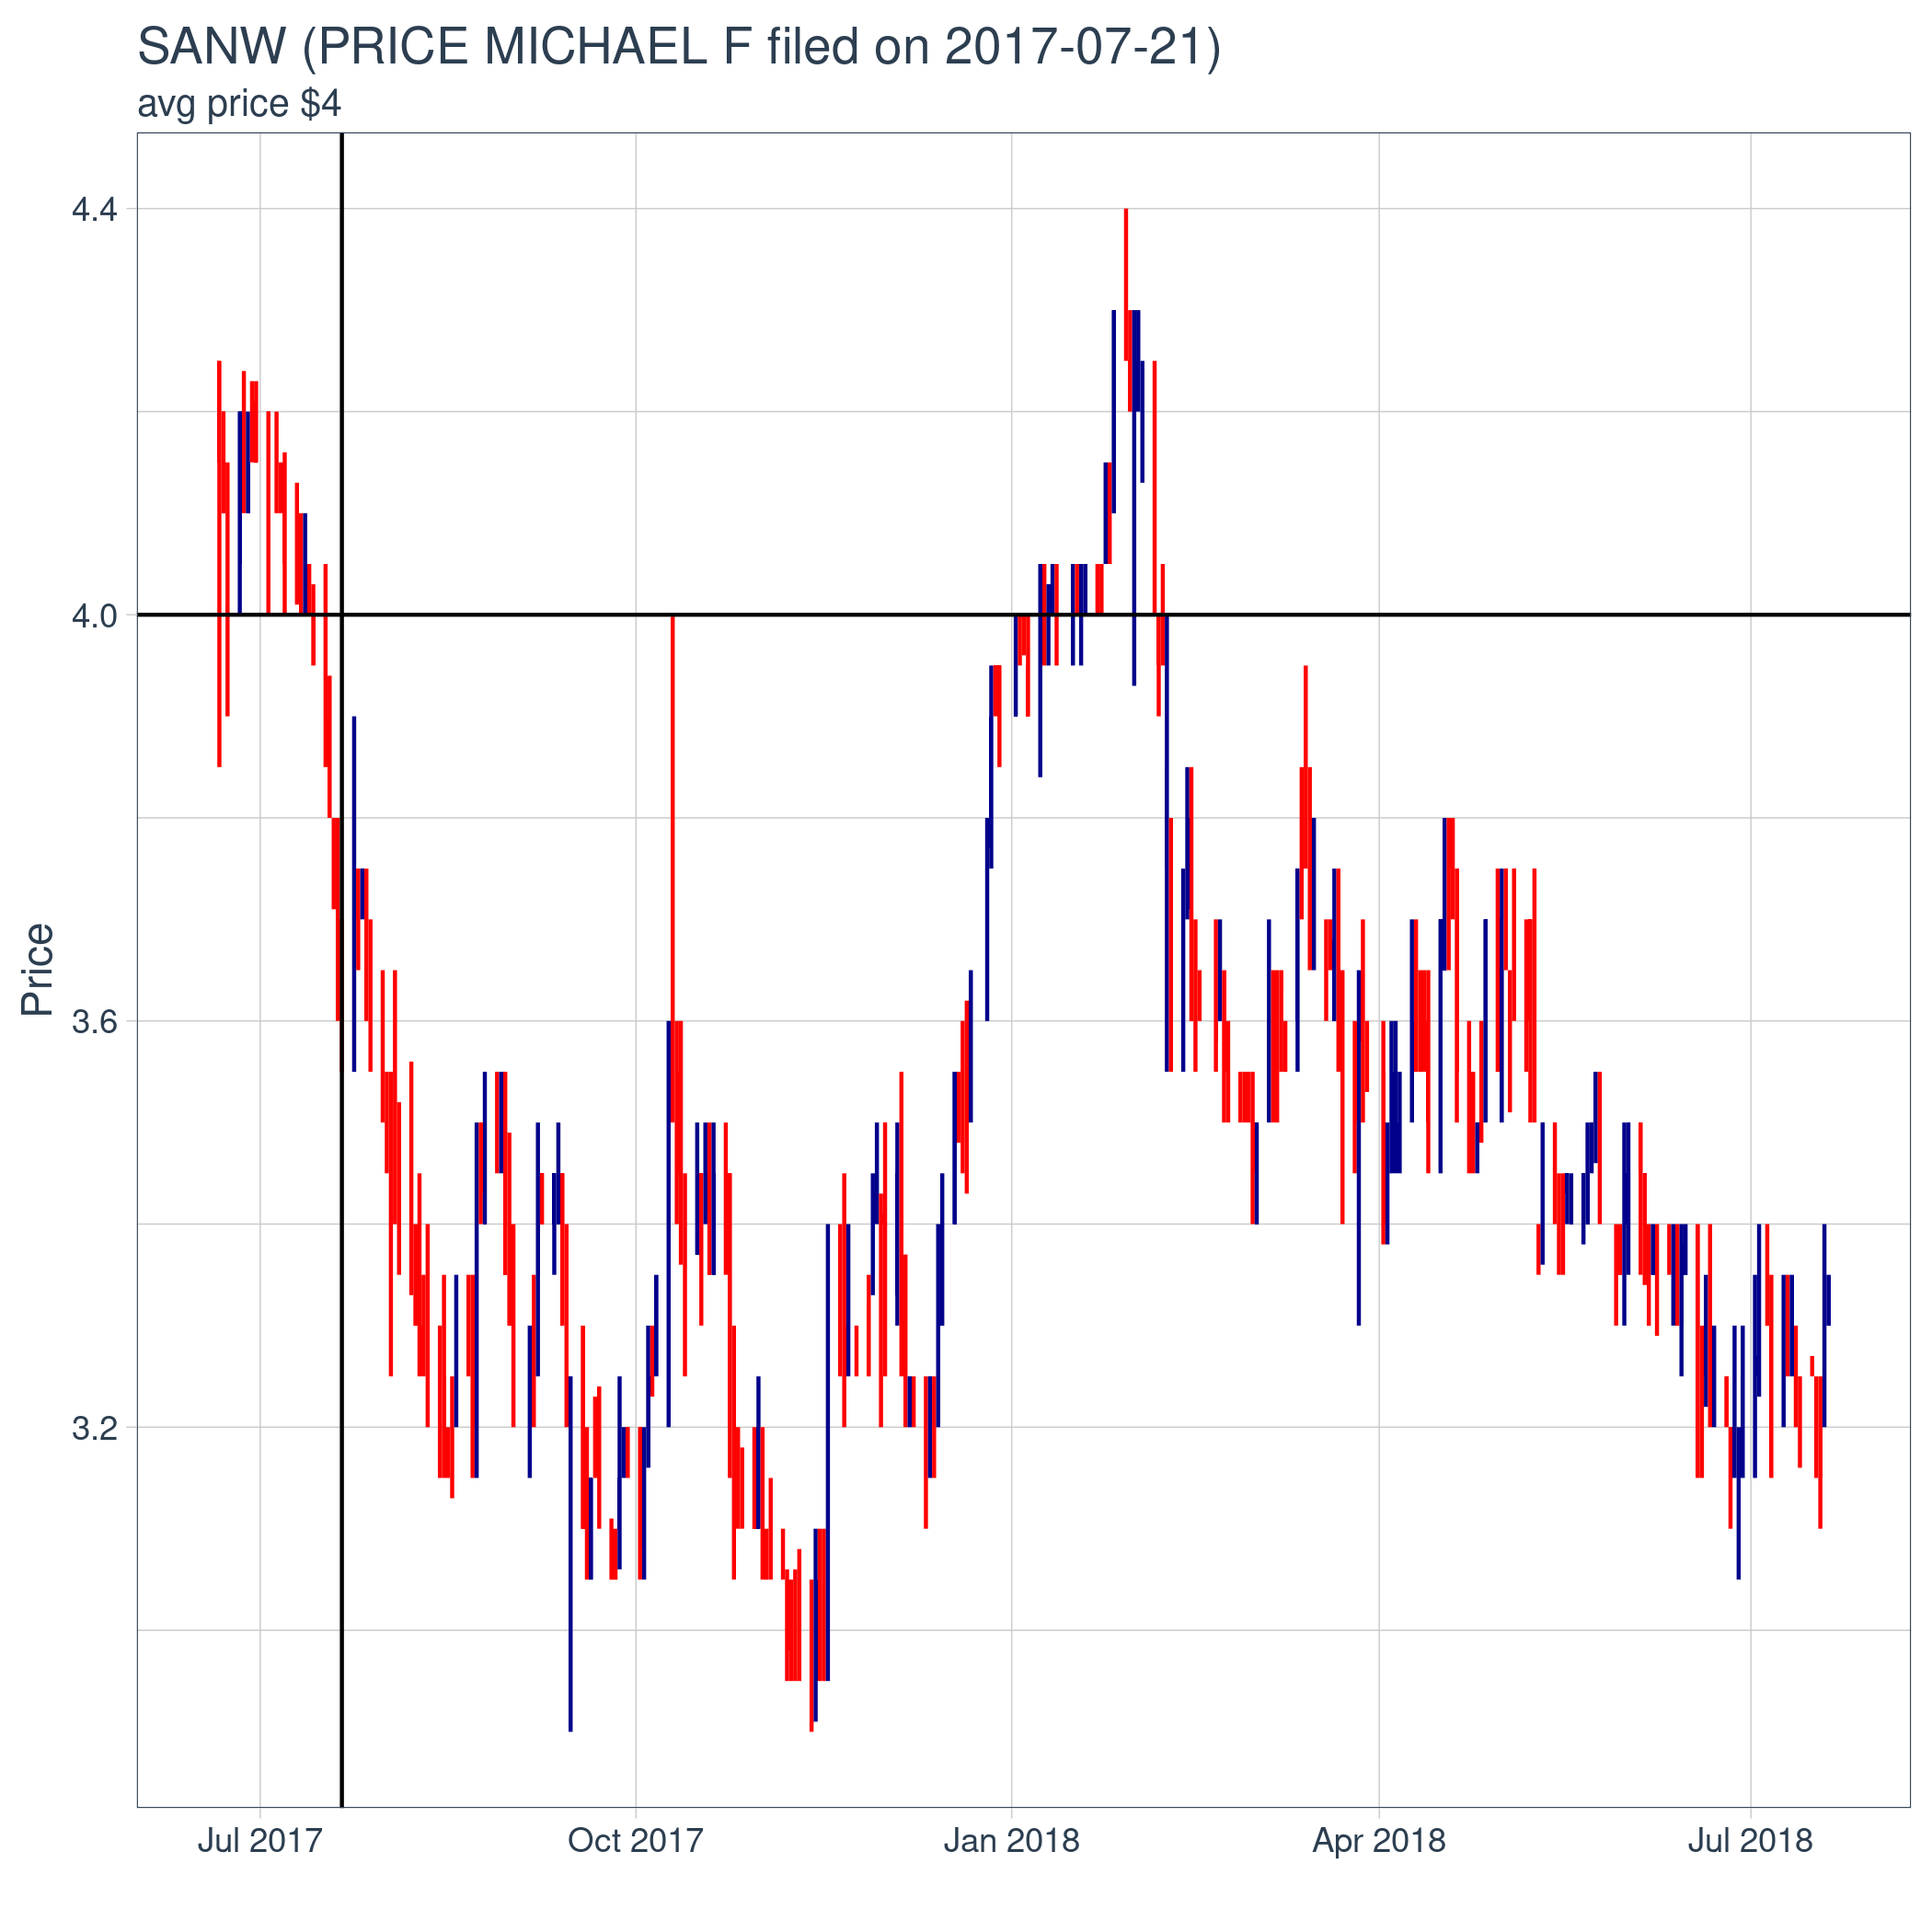 SANW (PRICE MICHAEL F filed on 2017-07-21)
avg price $4
4.4
4.0
3.6
3.2
Price
Jul 2017
Oct 2017
Jan 2018
Apr 2018
Jul 2018